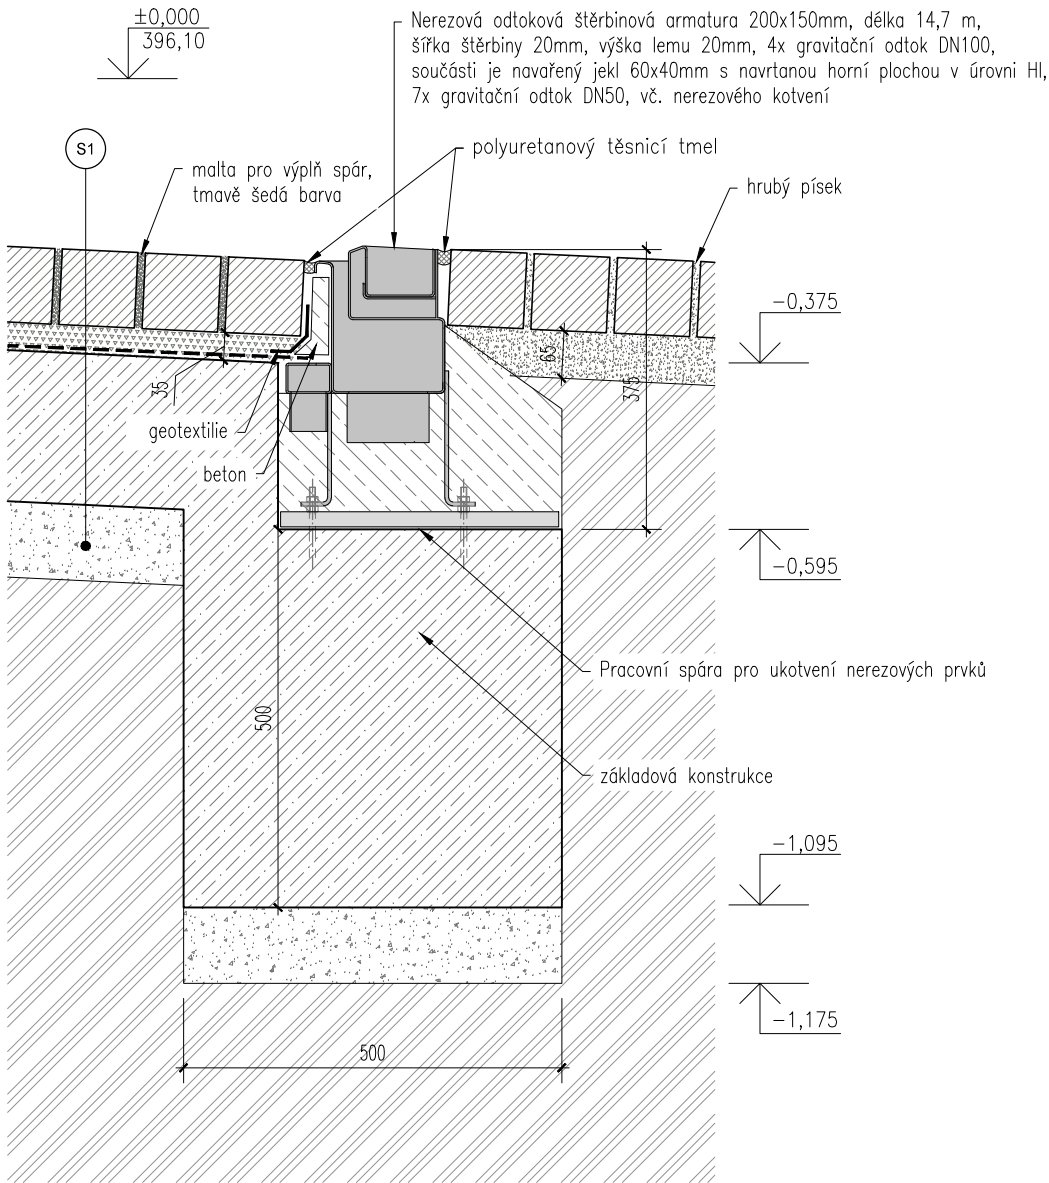 ±0,000
396,10
Nerezová odtoková štěrbinová armatura 200x150mm, délka 14,7 m,
šířka štěrbiny 20mm, výška lemu 20mm, 4x gravitační odtok DN100,
součásti je navařený jekl 60x40mm s navrtanou horní plochou v úrovni HI,
7x gravitační odtok DN50, vč. nerezového kotvení
S1
polyuretanový těsnicí tmel
malta pro výplň spár,
tmavě šedá barva
hrubý písek
-0,375
65
35
375
geotextilie
beton
-0,595
Pracovní spára pro ukotvení nerezových prvků
500
základová konstrukce
-1,095
-1,175
500